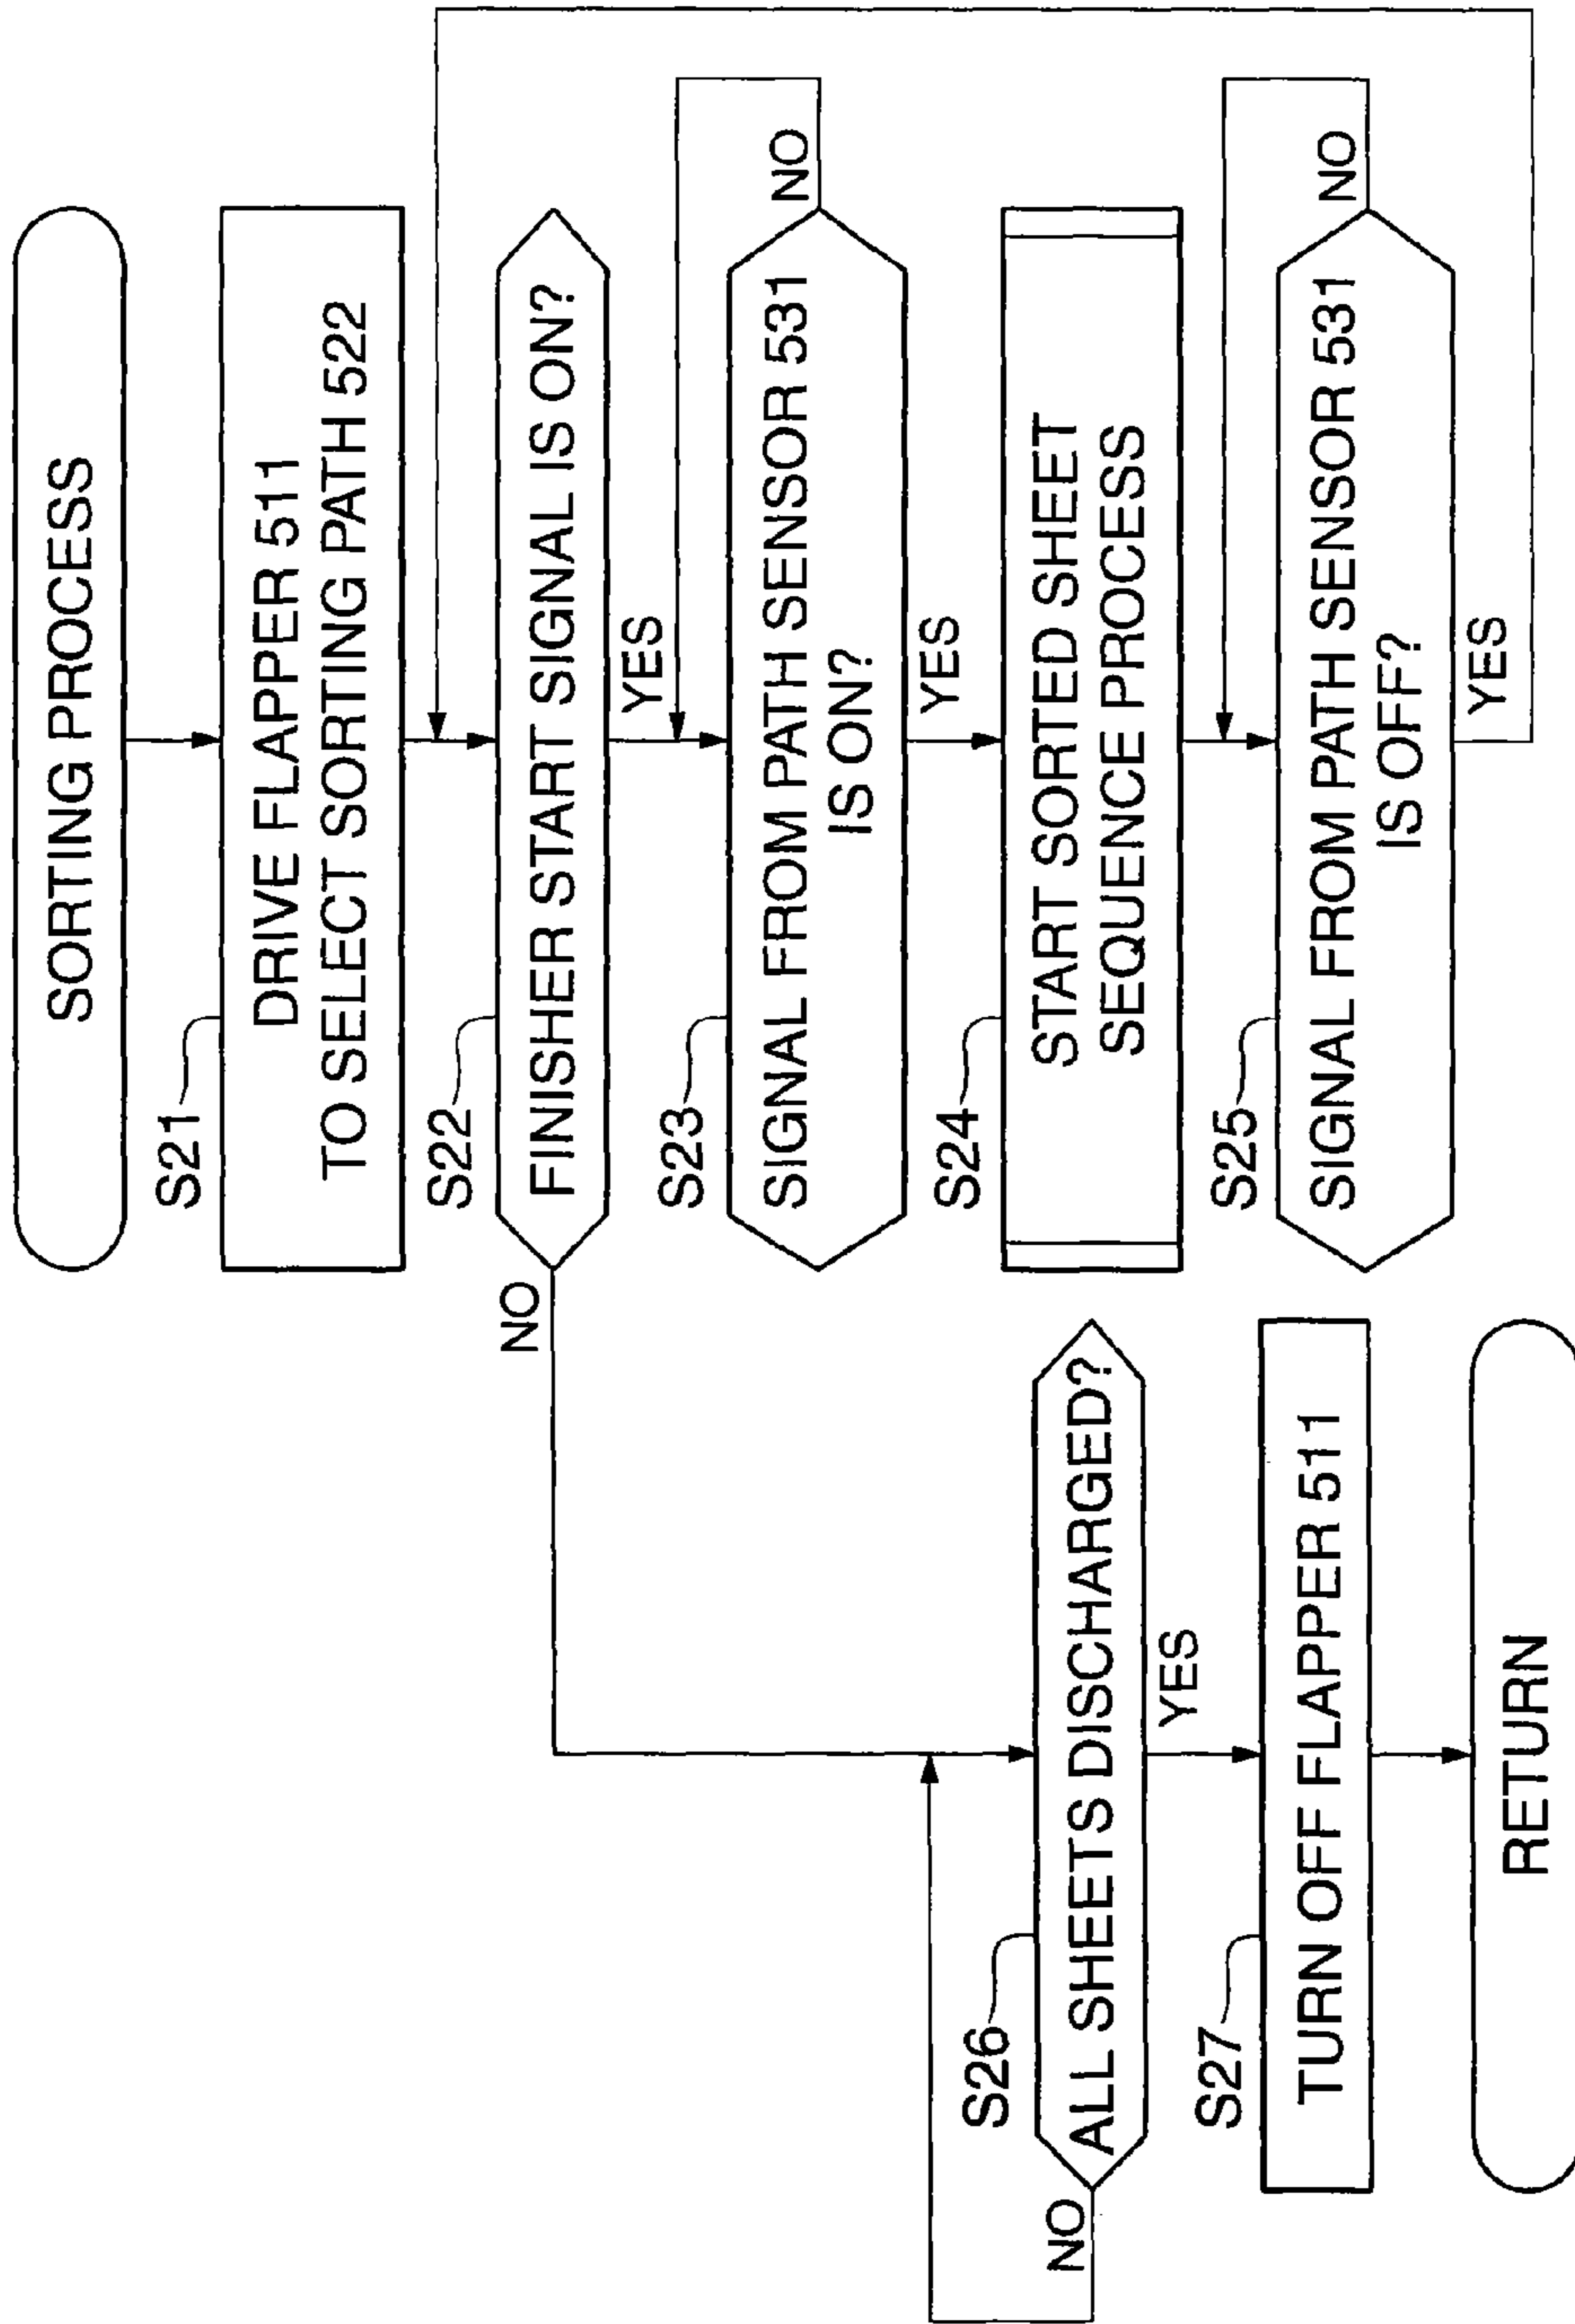 SORTING PROCESS
S21
DRIVE FLAPPER 511
TO SELECT SORTING PATH 522
S22
FINISHER START SIGNAL IS ON?
NO
YES
S23
SIGNAL FROM PATH SENSOR 531
IS ON?
NO
YES
S24
START SORTED SHEET
SEQUENCE PROCESS
S25
SIGNAL FROM PATH SENSOR 531
IS OFF?
NO
YES
S26
ALL SHEETS DISCHARGED?
NO
YES
S27
TURN OFF FLAPPER 511
RETURN